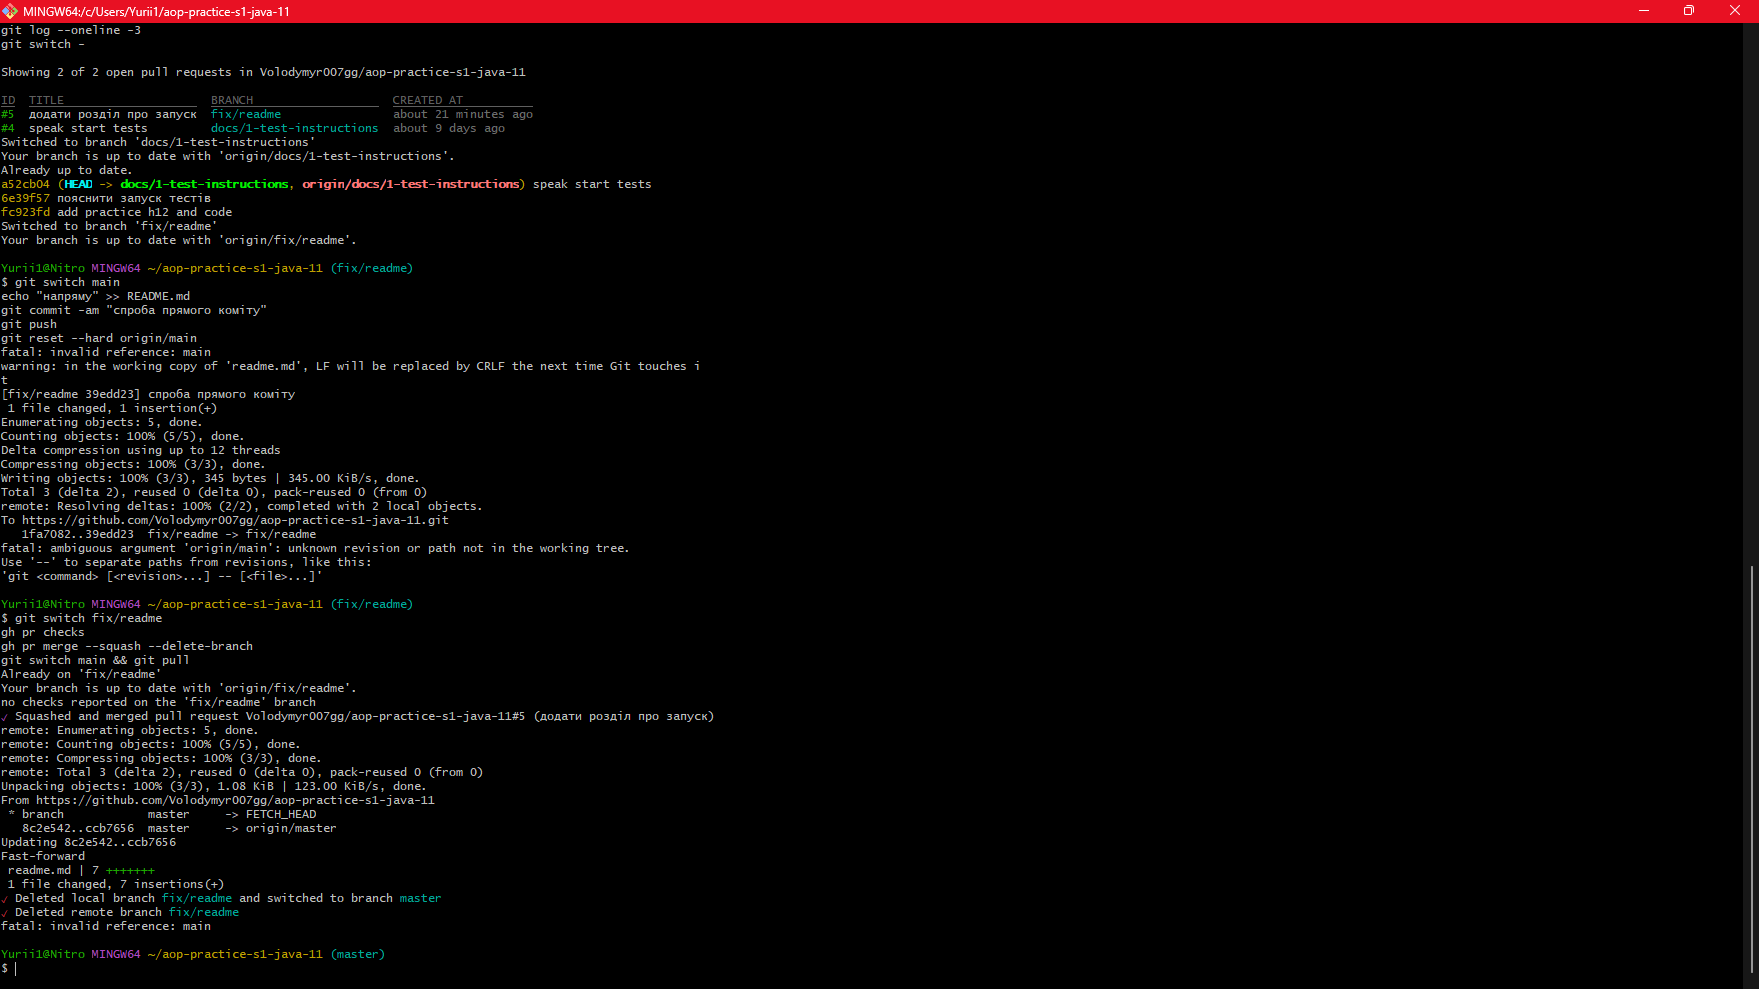 MINGW64:/c/Users/Yurii1/aop-practice-s1-java-11
git log --oneline -3
git switch -
Showing 2 of 2 open pull requests in Volodymyr007gg/aop-practice-s1-java-11
ID TITLE BRANCH CREATED AT
#5 додати розділ про запуск fix/readme about 21 minutes ago
#4 speak start tests docs/1-test-instructions about 9 days ago
Switched to branch 'docs/1-test-instructions'
Your branch is up to date with 'origin/docs/1-test-instructions'.
Already up to date.
a52cb04 (HEAD -> docs/1-test-instructions, origin/docs/1-test-instructions) speak start tests
6e39f57 пояснити запуск тестів
fc923fd add practice h12 and code
Switched to branch 'fix/readme'
Your branch is up to date with 'origin/fix/readme'.
Yurii1@Nitro MINGW64 ~/aop-practice-s1-java-11 (fix/readme)
$ git switch main
echo "напряму" >> README.md
git commit -am "спроба прямого коміту"
git push
git reset --hard origin/main
fatal: invalid reference: main
warning: in the working copy of 'readme.md', LF will be replaced by CRLF the next time Git touches i
t
[fix/readme 39edd23] спроба прямого коміту
1 file changed, 1 insertion(+)
Enumerating objects: 5, done.
Counting objects: 100% (5/5), done.
Delta compression using up to 12 threads
Compressing objects: 100% (3/3), done.
Writing objects: 100% (3/3), 345 bytes | 345.00 KiB/s, done.
Total 3 (delta 2), reused 0 (delta 0), pack-reused 0 (from 0)
remote: Resolving deltas: 100% (2/2), completed with 2 local objects.
To https://github.com/Volodymyr007gg/aop-practice-s1-java-11.git
1fa7082..39edd23 fix/readme -> fix/readme
fatal: ambiguous argument 'origin/main': unknown revision or path not in the working tree.
Use '--' to separate paths from revisions, like this:
'git <command> [<revision>...] -- [<file>...]'
Yurii1@Nitro MINGW64 ~/aop-practice-s1-java-11 (fix/readme)
$ git switch fix/readme
gh pr checks
gh pr merge --squash --delete-branch
git switch main && git pull
Already on 'fix/readme'
Your branch is up to date with 'origin/fix/readme'.
no checks reported on the 'fix/readme' branch
✓ Squashed and merged pull request Volodymyr007gg/aop-practice-s1-java-11#5 (додати розділ про запуск)
remote: Enumerating objects: 5, done.
remote: Counting objects: 100% (5/5), done.
remote: Compressing objects: 100% (3/3), done.
remote: Total 3 (delta 2), reused 0 (delta 0), pack-reused 0 (from 0)
Unpacking objects: 100% (3/3), 1.08 KiB | 123.00 KiB/s, done.
From https://github.com/Volodymyr007gg/aop-practice-s1-java-11
* branch master -> FETCH_HEAD
8c2e542..ccb7656 master -> origin/master
Updating 8c2e542..ccb7656
Fast-forward
readme.md | 7 +++++++
1 file changed, 7 insertions(+)
✓ Deleted local branch fix/readme and switched to branch master
✓ Deleted remote branch fix/readme
fatal: invalid reference: main
Yurii1@Nitro MINGW64 ~/aop-practice-s1-java-11 (master)
$